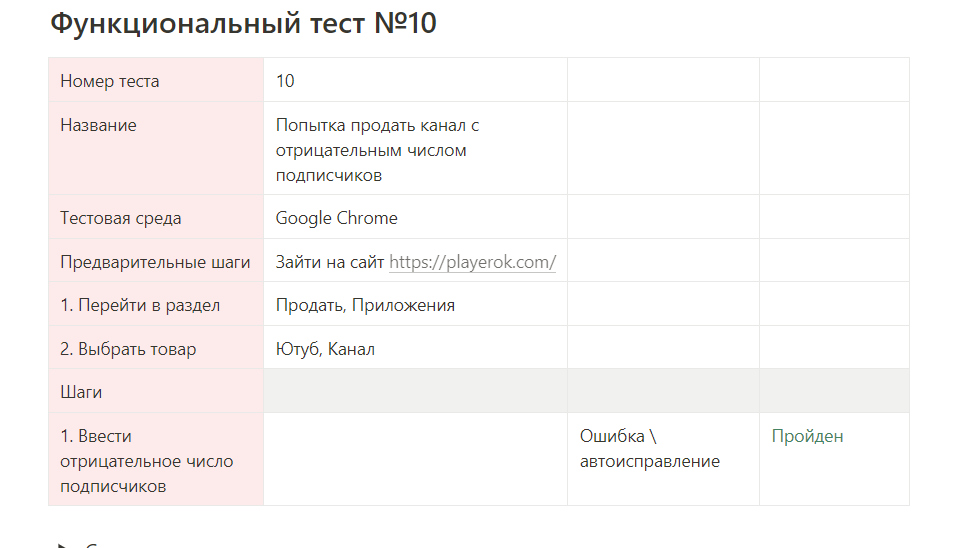 Функциональный тест №10
Номер теста
10
Название
Попытка продать канал с
отрицательным числом
подписчиков
Тестовая среда
Google Chrome
Предварительные шаги
Зайти на сайт https://playerok.com/
1. Перейти в раздел
Продать, Приложения
2. Выбрать товар
Ютуб, Канал
Шаги
1. Ввести
отрицательное число
подписчиков
Ошибка \
автоисправление
Пройден